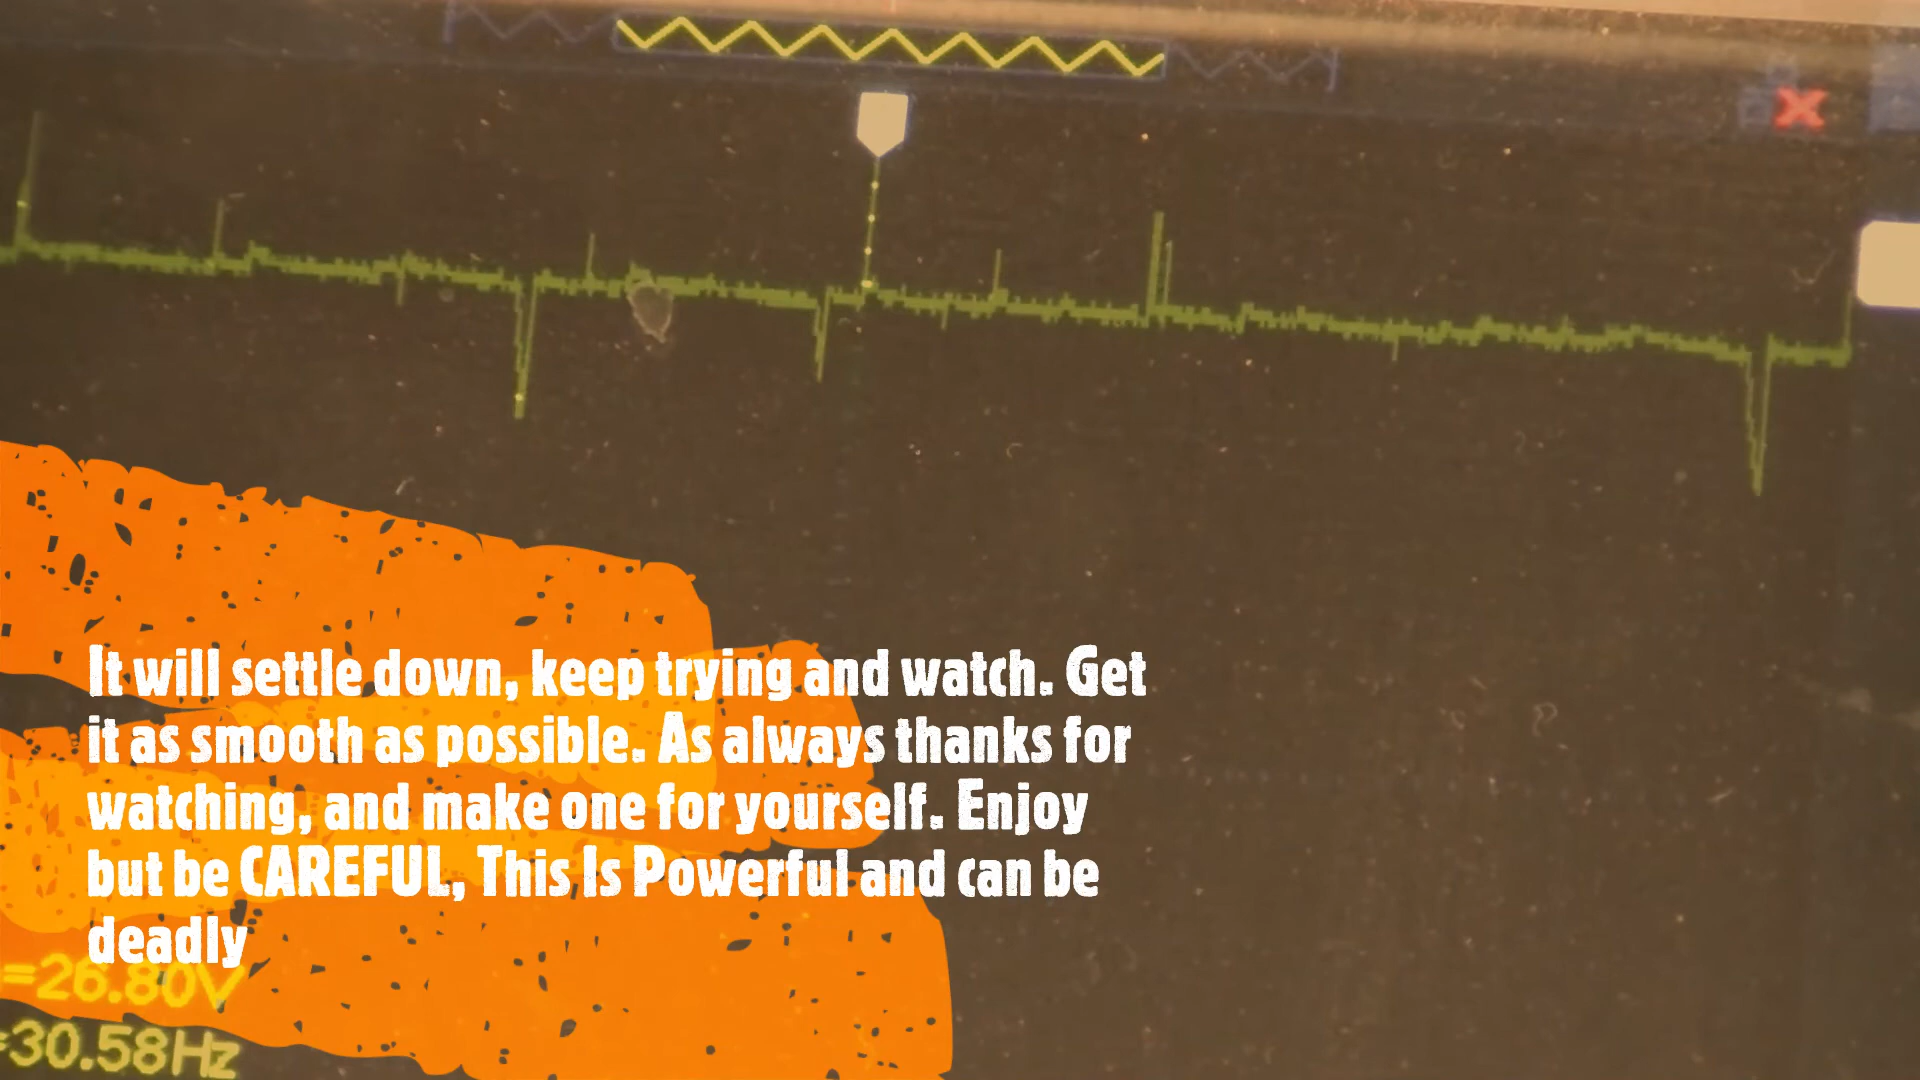 It will settle down, keep trying and watch. Get
it as smooth as possible. As always thanks for
watching, and make one for yourself. Enjoy
but be CAREFUL, This Is Powerful and can be
deadly
=26.80V
=30.58Hz